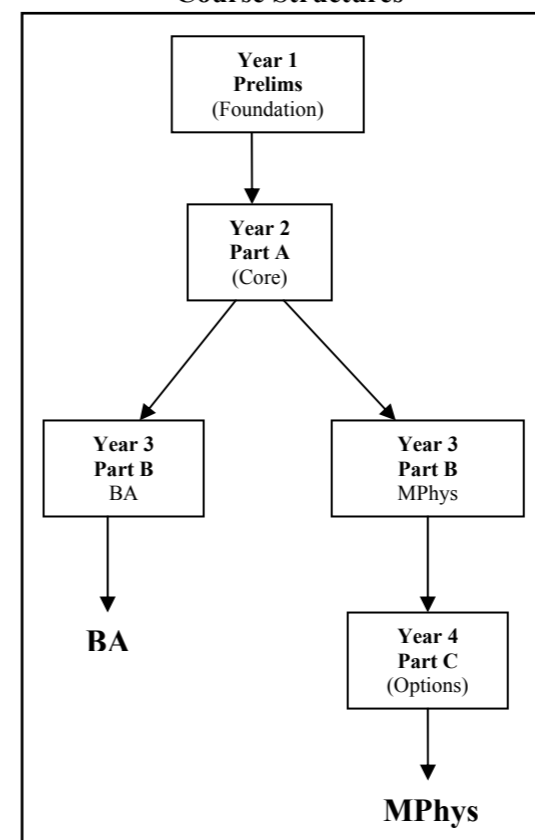 Course Structures
Year 1
Prelims
(Foundation)
Year 2
Part A
(Core)
Year 3
Part B
BA
Year 3
Part B
MPhys
BA
Year 4
Part C
(Options)
MPhys